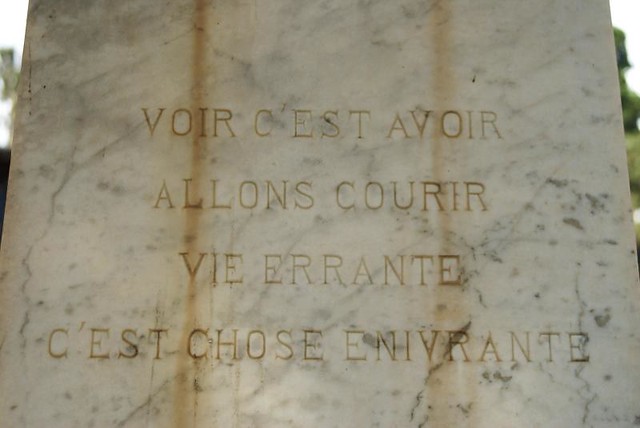 VOIR C'EST AVOIR
ALLONS COURIR
VIE ERRANTE
C'EST CHOSE ENIVRANTE